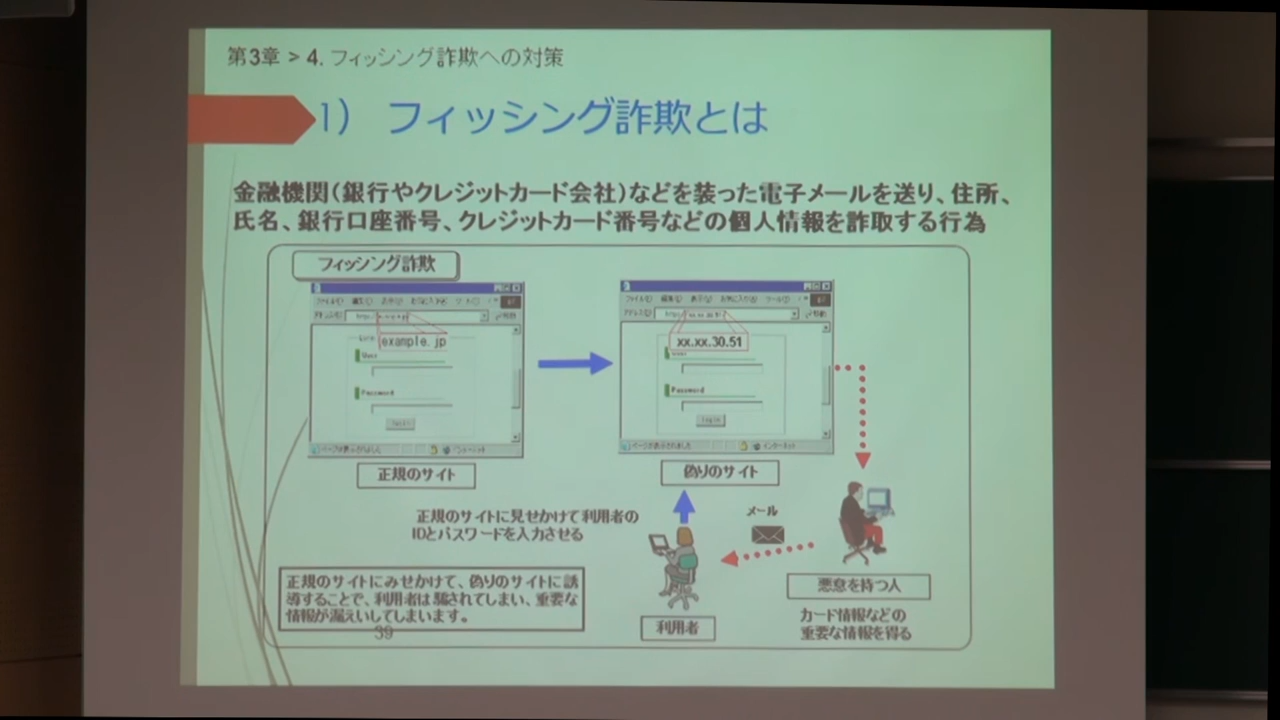 第3章 > 4. フィッシング詐欺への対策
1) フィッシング詐欺とは
金融機関(銀行やクレジットカード会社)などを装った電子メールを送り、住所、
氏名、銀行口座番号、クレジットカード番号などの個人情報を詐取する行為
フィッシング詐欺
example. jp
User
Password
正規のサイト
xx.xx.30.51
Password
login
偽りのサイト
正規のサイトに見せかけて利用者の
IDとパスワードを入力させる
メール
正規のサイトにみせかけて、偽りのサイトに誘
導することで、利用者は騙されてしまい、重要な
情報が漏えいしてしまいます。
39
利用者
悪意を持つ人
カード情報などの
重要な情報を得る